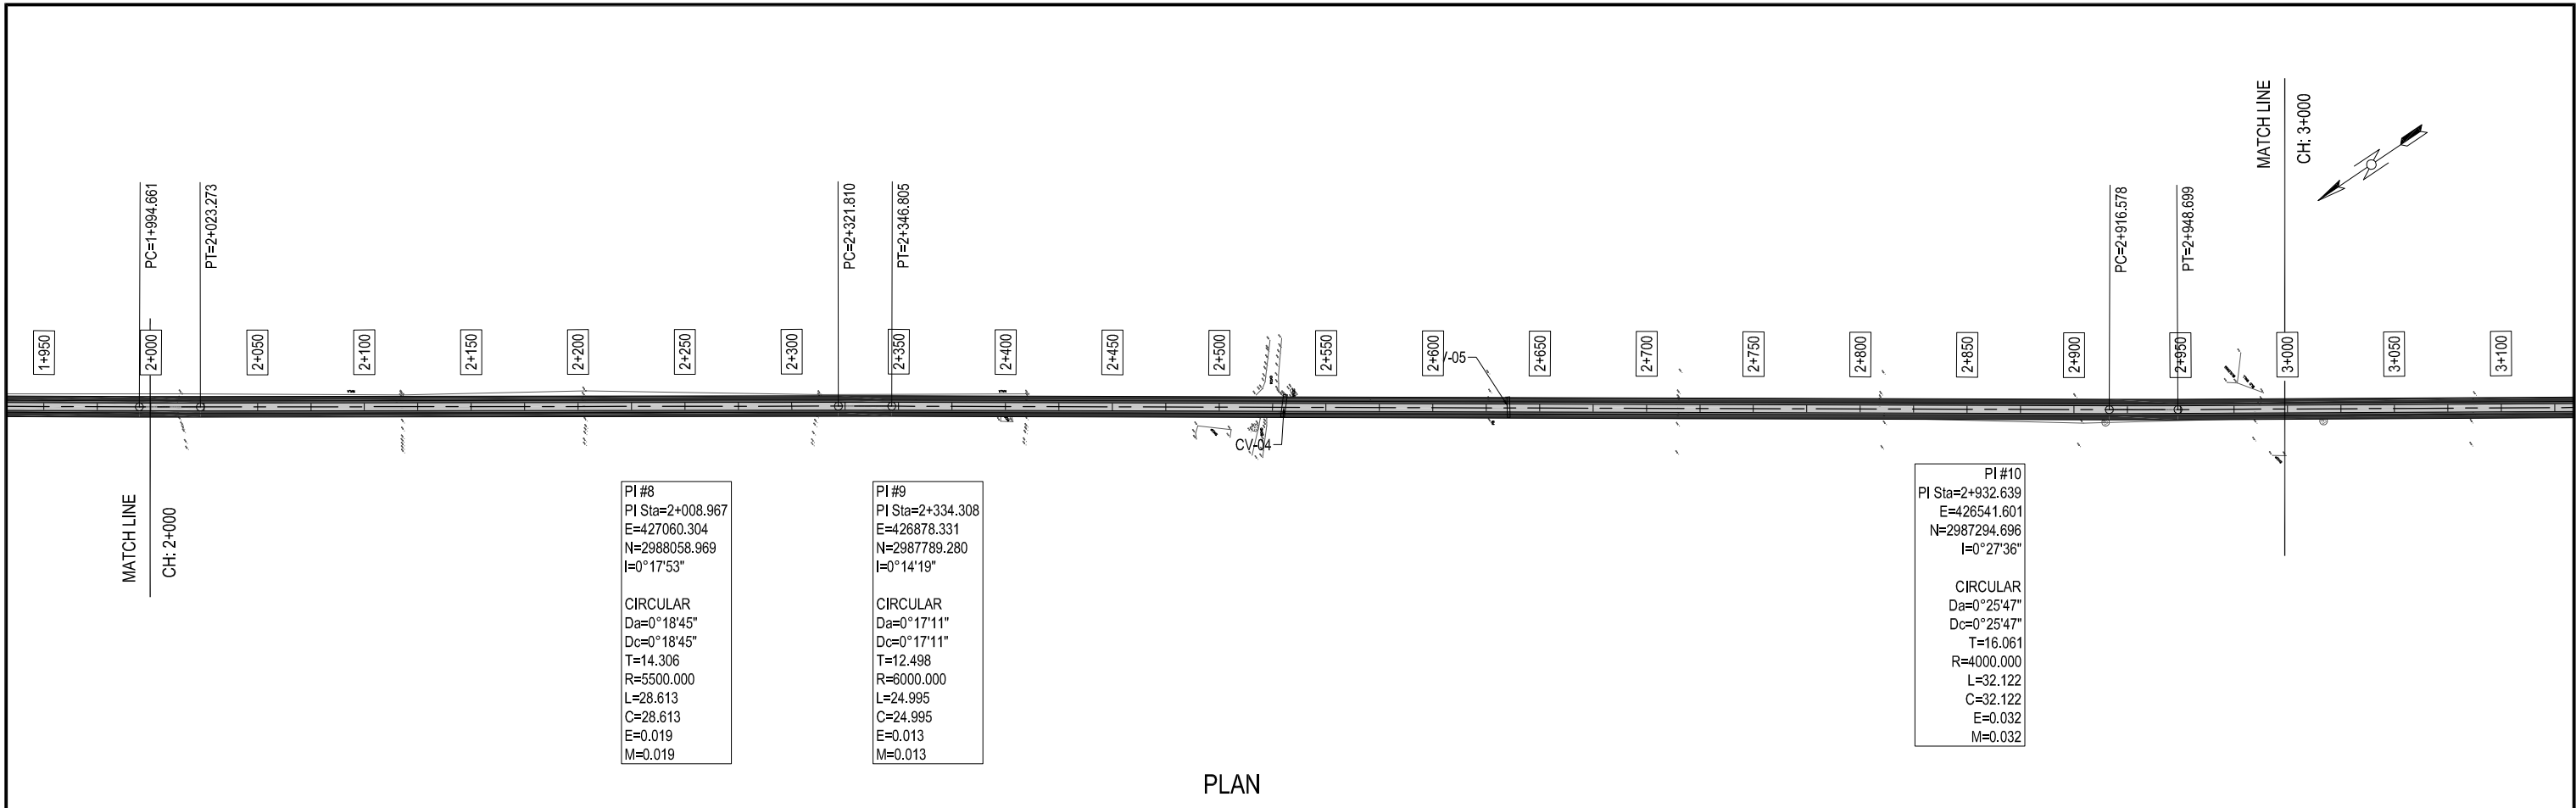 MATCH LINE
CH: 3+000
PC=1+994.661
PT=2+023.273
PC=2+321.810
PT=2+346.805
PC=2+916.578
PT=2+948.699
1+950
2+000
2+050
2+100
2+150
2+200
2+250
2+300
2+350
2+400
2+450
2+500
2+550
2+600
2+650
2+700
2+750
2+800
2+850
2+900
2+950
3+000
3+050
3+100
/-05
CV-04
MATCH LINE
CH: 2+000
PI #8
PI Sta=2+008.967
E=427060.304
N=2988058.969
I=0°17'53"
CIRCULAR
Da=0°18'45"
Dc=0°18'45"
T=14.306
R=5500.000
L=28.613
C=28.613
E=0.019
M=0.019
PI #9
PI Sta=2+334.308
E=426878.331
N=2987789.280
I=0°14'19"
CIRCULAR
Da=0°17'11"
Dc=0°17'11"
T=12.498
R=6000.000
L=24.995
C=24.995
E=0.013
M=0.013
PI #10
PI Sta=2+932.639
E=426541.601
N=2987294.696
I=0°27'36"
CIRCULAR
Da=0°25'47"
Dc=0°25'47"
T=16.061
R=4000.000
L=32.122
C=32.122
E=0.032
M=0.032
PLAN